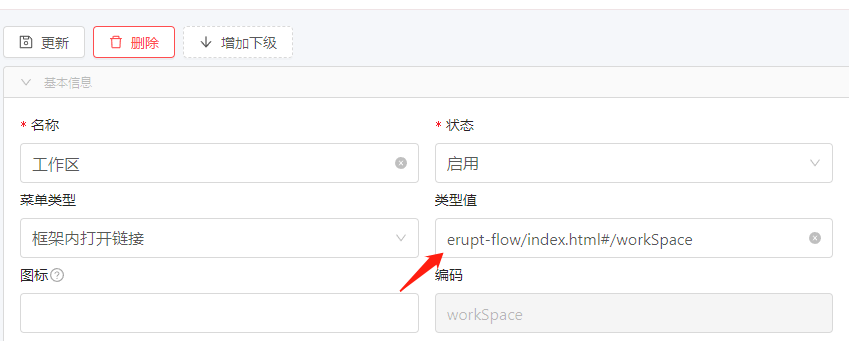 更新 删除 增加下级
基本信息
* 名称 * 状态
工作区 启用
菜单类型 类型值
框架内打开链接 erupt-flow/index.html#/workSpace
图标? 编码
workSpace